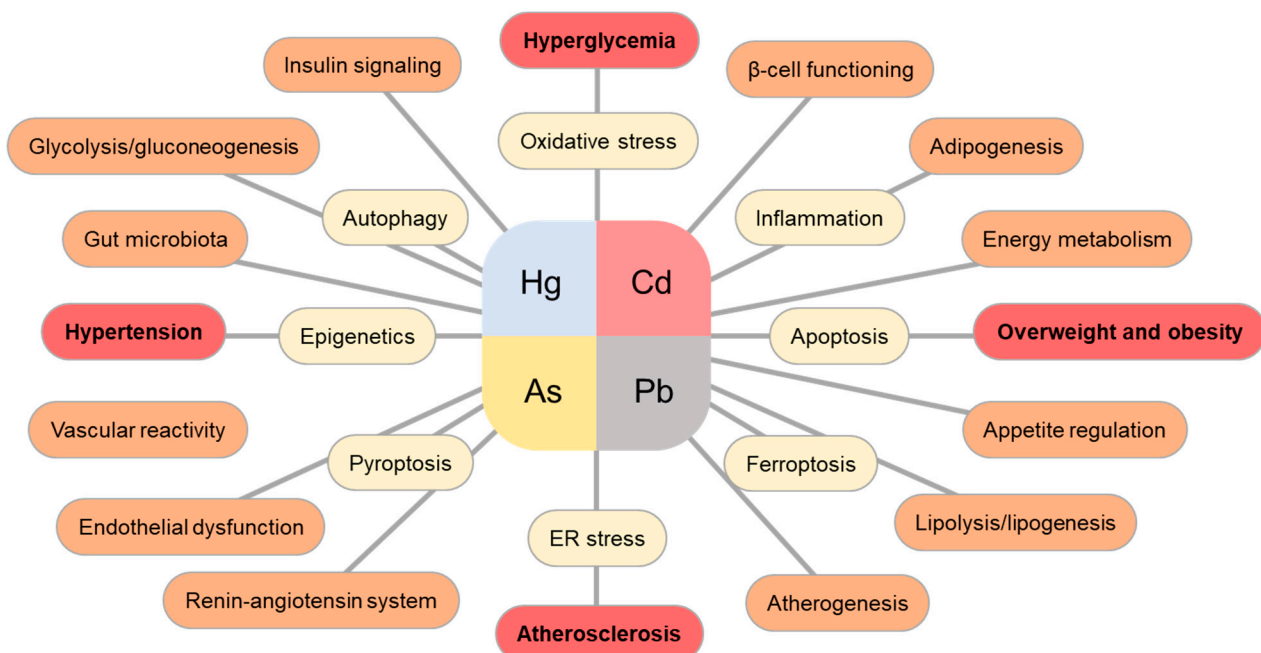 Hyperglycemia
Insulin signaling
β-cell functioning
Oxidative stress
Glycolysis/gluconeogenesis
Adipogenesis
Autophagy
Inflammation
Gut microbiota
Energy metabolism
Hg
Cd
Hypertension
Epigenetics
Apoptosis
Overweight and obesity
As
Pb
Vascular reactivity
Appetite regulation
Pyroptosis
Ferroptosis
Endothelial dysfunction
Lipolysis/lipogenesis
ER stress
Renin-angiotensin system
Atherogenesis
Atherosclerosis